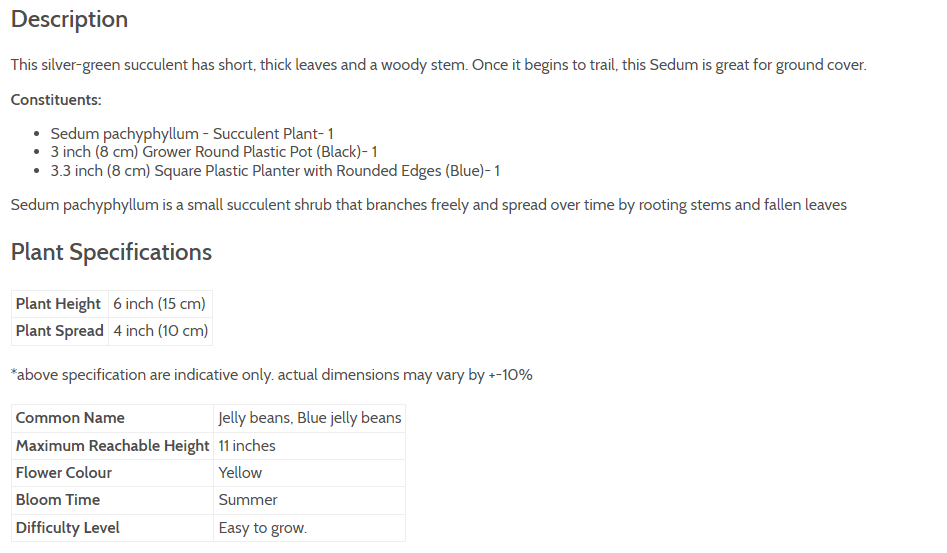 Description
This silver-green succulent has short, thick leaves and a woody stem. Once it begins to trail, this Sedum is great for ground cover.
Constituents:
• Sedum pachyphyllum - Succulent Plant- 1
• 3 inch (8 cm) Grower Round Plastic Pot (Black)- 1
• 3.3 inch (8 cm) Square Plastic Planter with Rounded Edges (Blue)- 1
Sedum pachyphyllum is a small succulent shrub that branches freely and spread over time by rooting stems and fallen leaves
Plant Specifications
Plant Height 6 inch (15 cm)
Plant Spread 4 inch (10 cm)
*above specification are indicative only. actual dimensions may vary by +-10%
Common Name Jelly beans, Blue jelly beans
Maximum Reachable Height 11 inches
Flower Colour Yellow
Bloom Time Summer
Difficulty Level Easy to grow.